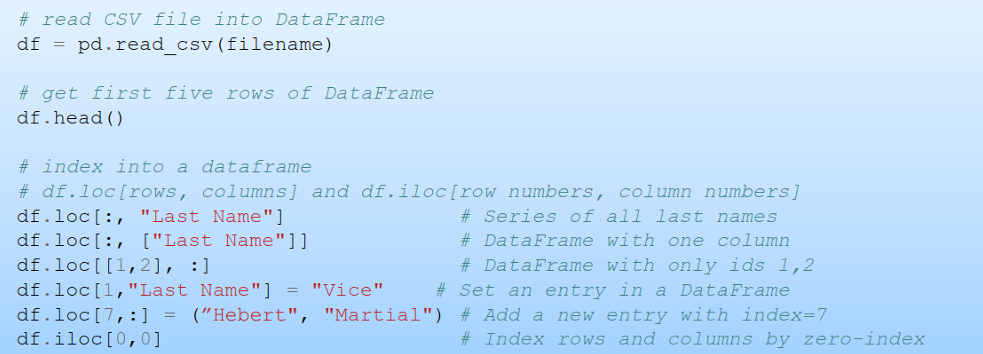 # read CSV file into DataFrame
df = pd.read_csv(filename)
# get first five rows of DataFrame
df.head()
# index into a dataframe
# df.loc[rows, columns] and df.iloc[row numbers, column numbers]
df.loc[:, "Last Name"] # Series of all last names
df.loc[:, ["Last Name"]] # DataFrame with one column
df.loc[[1,2], :] # DataFrame with only ids 1,2
df.loc[1,"Last Name"] = "Vice" # Set an entry in a DataFrame
df.loc[7,:] = (”Hebert", "Martial") # Add a new entry with index=7
df.iloc[0,0] # Index rows and columns by zero-index